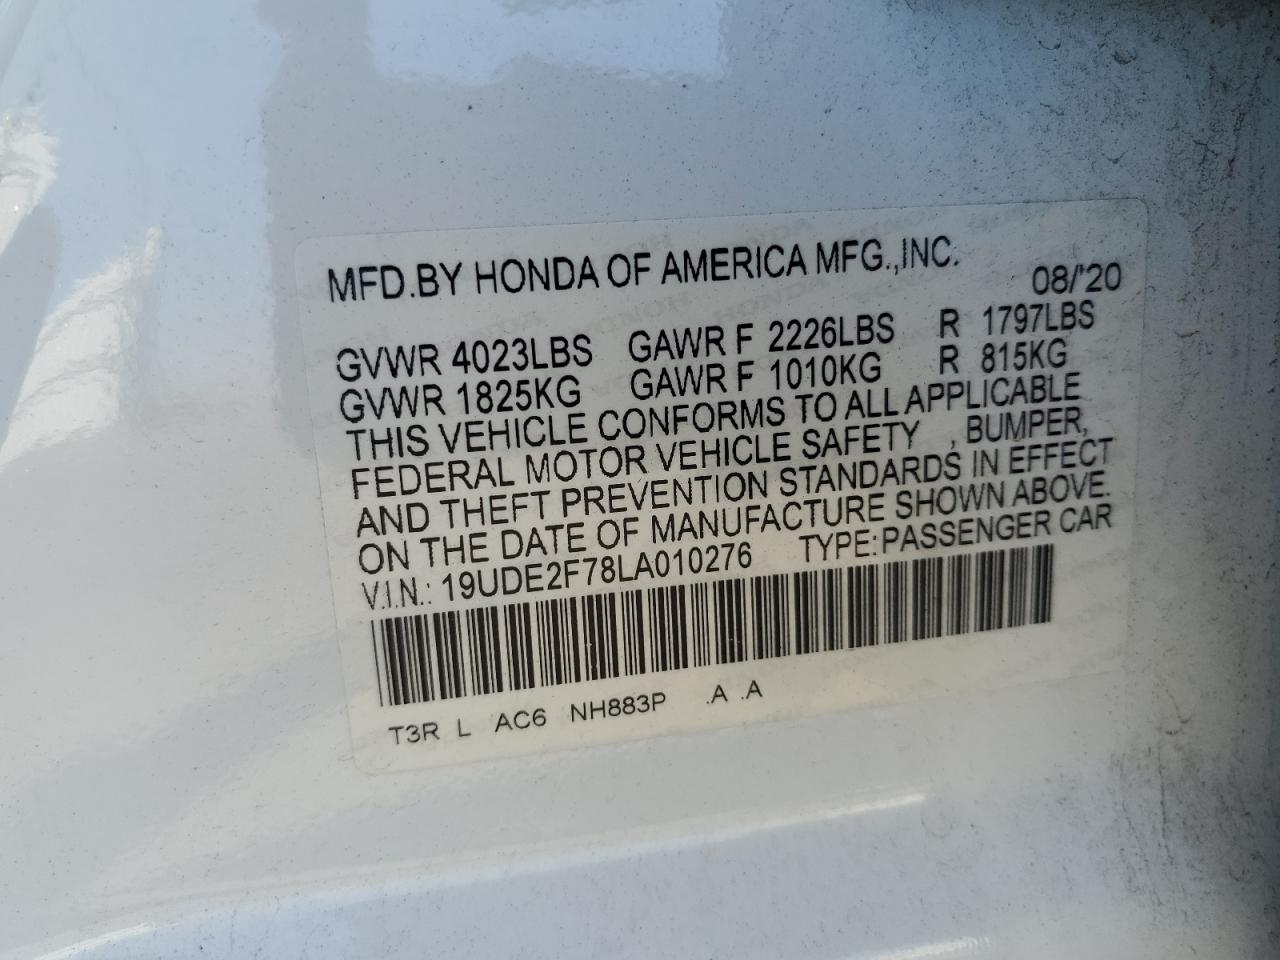 MFD.BY HONDA OF AMERICA MFG.,INC. 08/'20
GVWR 4023LBS GAWR F 2226LBS R 1797LBS
GVWR 1825KG GAWR F 1010KG R 815KG
THIS VEHICLE CONFORMS TO ALL APPLICABLE
FEDERAL MOTOR VEHICLE SAFETY , BUMPER,
AND THEFT PREVENTION STANDARDS IN EFFECT
ON THE DATE OF MANUFACTURE SHOWN ABOVE.
V.I.N.: 19UDE2F78LA010276 TYPE:PASSENGER CAR
T3R L AC6 NH883P .A .A